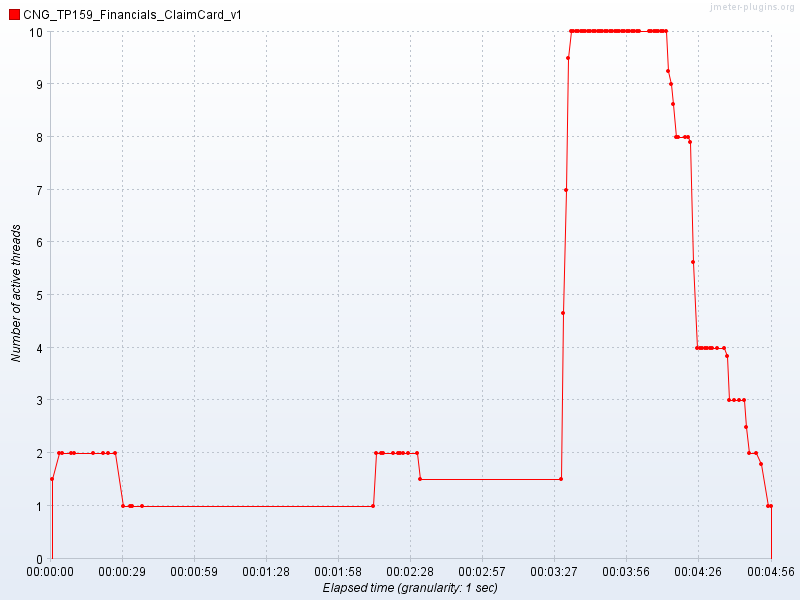 jmeter-plugins.org
CNG_TP159_Financials_ClaimCard_v1
10
9
8
7
6
5
4
3
2
1
0
Number of active threads
00:00:00 00:00:29 00:00:59 00:01:28 00:01:58 00:02:28 00:02:57 00:03:27 00:03:56 00:04:26 00:04:56
Elapsed time (granularity: 1 sec)